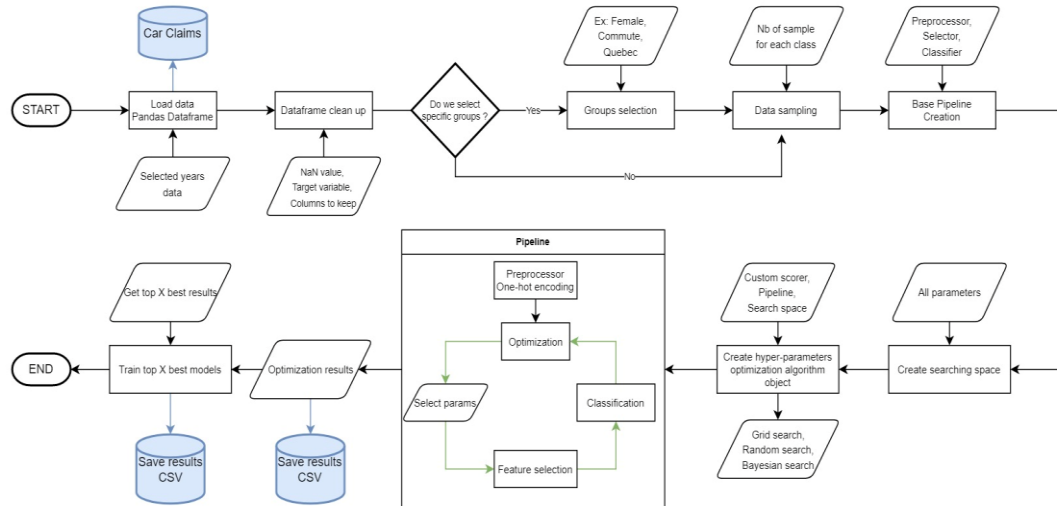 Car Claims
Ex: Female,
Commute,
Quebec
Nb of sample
for each class
Preprocessor,
Selector,
Classifier
START
Load data
Pandas Dataframe
Dataframe clean up
Do we select
specific groups ?
Yes
Groups selection
Data sampling
Base Pipeline
Creation
Selected years
data
NaN value,
Target variable,
Columns to keep
No
Pipeline
Preprocessor
One-hot encoding
Get top X best results
Custom scorer,
Pipeline,
Search space
All parameters
Optimization
END
Train top X best models
Optimization results
Select params
Classification
Create hyper-parameters
optimization algorithm
object
Create searching space
Feature selection
Save results
CSV
Save results
CSV
Grid search,
Random search,
Bayesian search